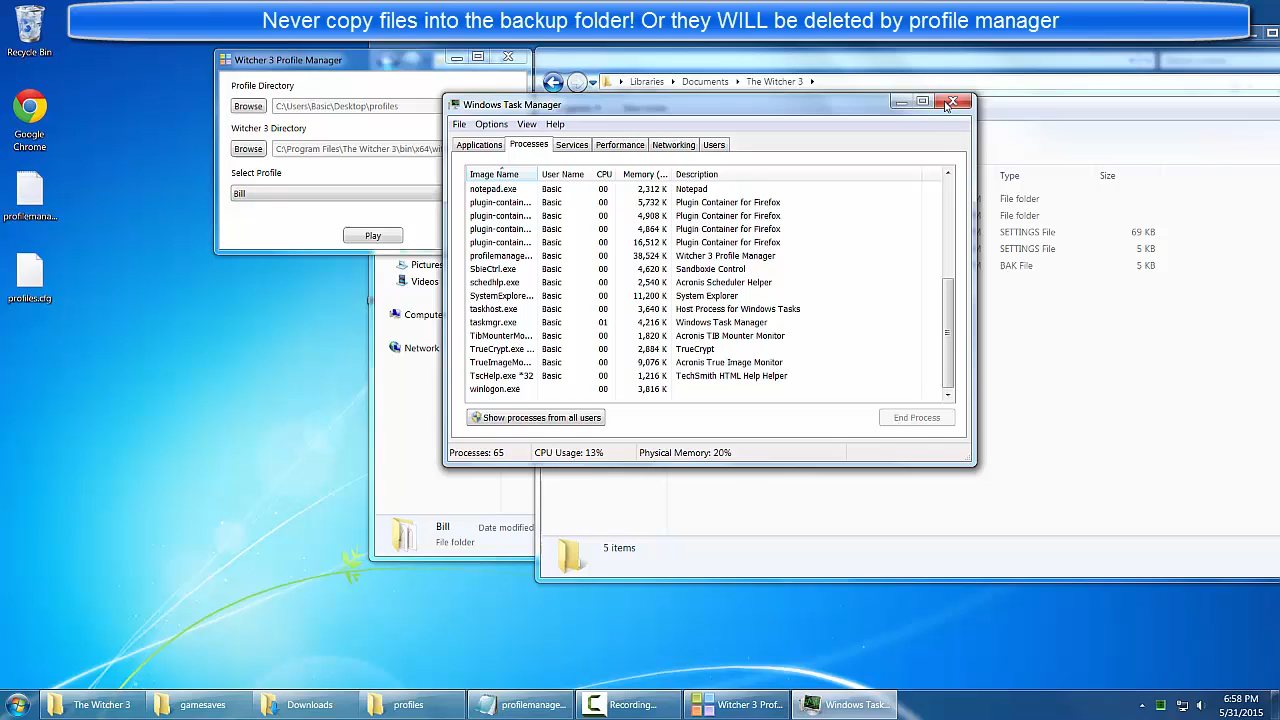 Never copy files into the backup folder! Or they WILL be deleted by profile manager
Recycle Bin
Google
Chrome
profilemana...
profiles.cfg
Witcher 3 Profile Manager
Profile Directory
Browse C:\Users\Basic\Desktop\profiles
Witcher 3 Directory
Browse C:\Program Files\The Witcher 3\bin\x64\wi
Select Profile
Bill
Play
Libraries Documents The Witcher 3
Type Size
File folder
File folder
SETTINGS File 69 KB
SETTINGS File 5 KB
BAK File 5 KB
Pictures
Videos
Compute
Network
Bill Date modified
File folder
5 items
Windows Task Manager
File Options View Help
Applications Processes Services Performance Networking Users
Image Name User Name CPU Memory (... Description
notepad.exe Basic 00 2,312 K Notepad
plugin-contain... Basic 00 5,732 K Plugin Container for Firefox
plugin-contain... Basic 00 4,908 K Plugin Container for Firefox
plugin-contain... Basic 00 4,864 K Plugin Container for Firefox
plugin-contain... Basic 00 16,512 K Plugin Container for Firefox
profilemanage... Basic 00 38,524 K Witcher 3 Profile Manager
SbieCtrl.exe Basic 00 4,620 K Sandboxie Control
schedhlp.exe Basic 00 2,540 K Acronis Scheduler Helper
SystemExplore... Basic 00 11,200 K System Explorer
taskhost.exe Basic 00 3,640 K Host Process for Windows Tasks
taskmgr.exe Basic 01 4,216 K Windows Task Manager
TibMounterMo... Basic 00 1,820 K Acronis TIB Mounter Monitor
TrueCrypt.exe ... Basic 00 2,884 K TrueCrypt
TrueImageMo... Basic 00 9,076 K Acronis True Image Monitor
TscHelp.exe *32 Basic 00 1,216 K TechSmith HTML Help Helper
winlogon.exe 00 3,816 K
Show processes from all users End Process
Processes: 65 CPU Usage: 13% Physical Memory: 20%
The Witcher 3 gamesaves Downloads profiles profilemanage... Recording... Witcher 3 Prof... Windows Task...
6:58 PM
5/31/2015